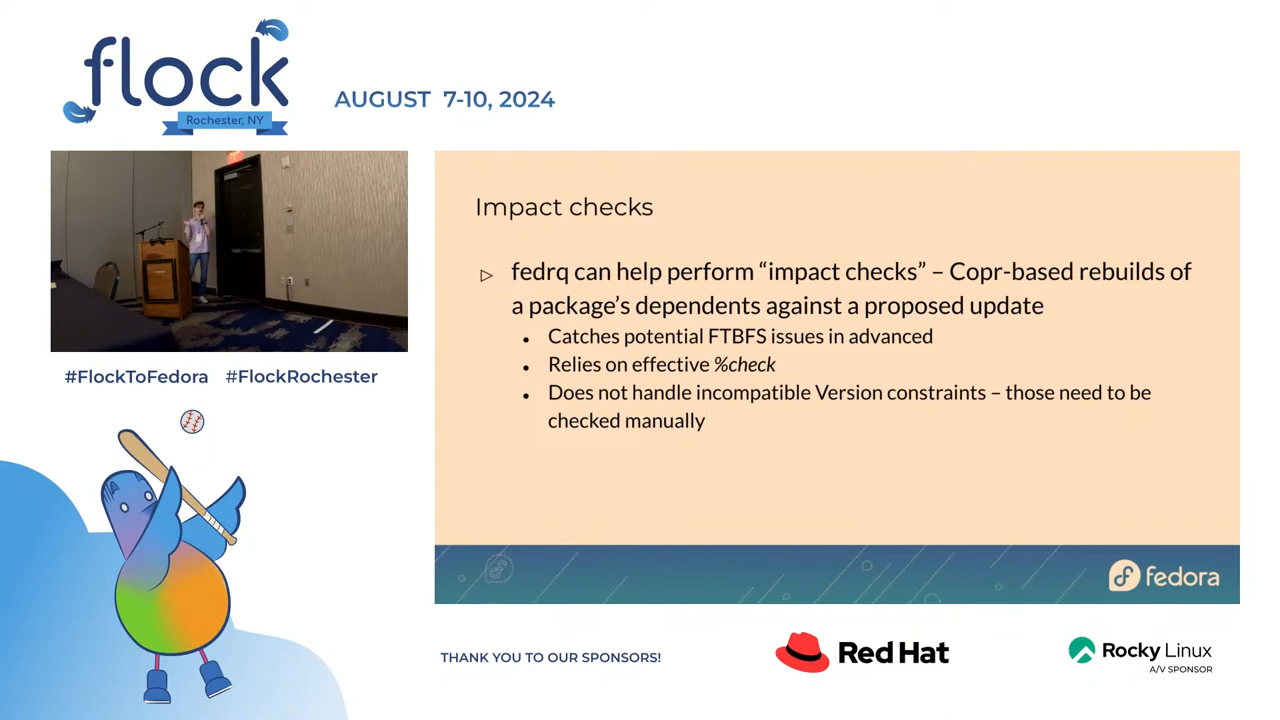 flock
Rochester, NY
AUGUST 7-10, 2024
#FlockToFedora #FlockRochester
Impact checks
fedrq can help perform “impact checks” – Copr-based rebuilds of
a package’s dependents against a proposed update
Catches potential FTBFS issues in advanced
Relies on effective %check
Does not handle incompatible Version constraints – those need to be
checked manually
fedora
THANK YOU TO OUR SPONSORS!
Red Hat
Rocky Linux
A/V SPONSOR